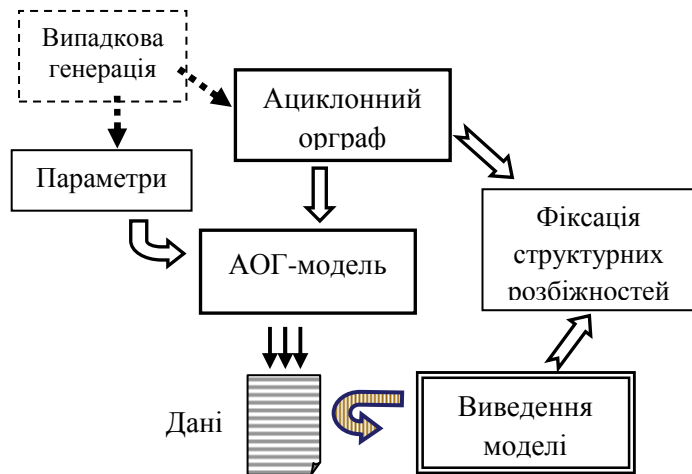 Випадкова
генерація
Ациклонний
орграф
Параметри
АОГ-модель
Фіксація
структурних
розбіжностей
Дані
Виведення
моделі